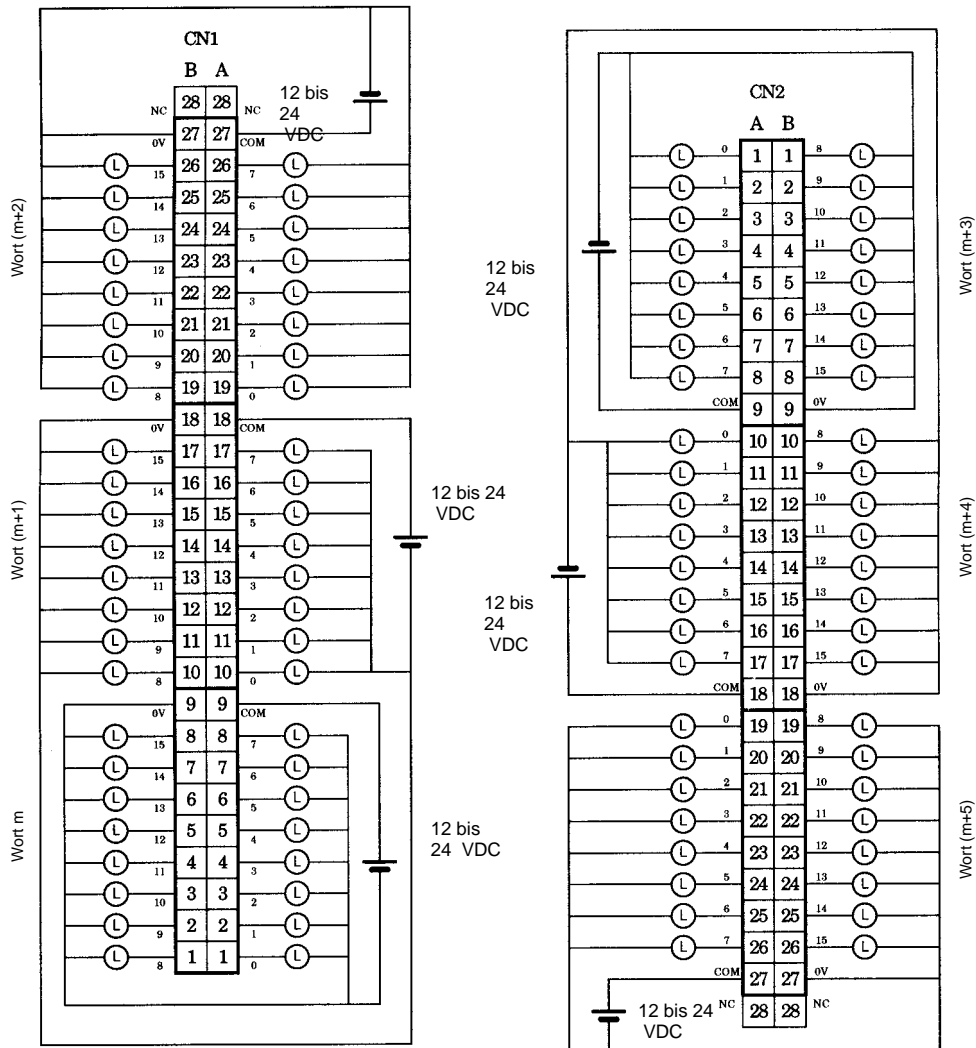 CN1
B A
NC 28 28 NC
12 bis
24
VDC
0V 27 27 COM
15 L 26 26 L 7
14 L 25 25 L 6
13 L 24 24 L 5
12 L 23 23 L 4
11 L 22 22 L 3
10 L 21 21 L 2
9 L 20 20 L 1
8 L 19 19 L 0
Wort (m+2)
0V 18 18 COM
15 L 17 17 L 7
14 L 16 16 L 6
13 L 15 15 L 5
12 L 14 14 L 4
11 L 13 13 L 3
10 L 12 12 L 2
9 L 11 11 L 1
8 L 10 10 L 0
Wort (m+1)
12 bis 24
VDC
0V 9 9 COM
15 L 8 8 L 7
14 L 7 7 L 6
13 L 6 6 L 5
12 L 5 5 L 4
11 L 4 4 L 3
10 L 3 3 L 2
9 L 2 2 L 1
8 L 1 1 L 0
Wort m
12 bis
24 VDC
CN2
A B
L 0 1 1 8 L
L 1 2 2 9 L
L 2 3 3 10 L
L 3 4 4 11 L
L 4 5 5 12 L
L 5 6 6 13 L
L 6 7 7 14 L
L 7 8 8 15 L
COM 9 9 0V
12 bis
24
VDC
Wort (m+3)
L 0 10 10 8 L
L 1 11 11 9 L
L 2 12 12 10 L
L 3 13 13 11 L
L 4 14 14 12 L
L 5 15 15 13 L
L 6 16 16 14 L
L 7 17 17 15 L
COM 18 18 0V
12 bis
24
VDC
Wort (m+4)
L 0 19 19 8 L
L 1 20 20 9 L
L 2 21 21 10 L
L 3 22 22 11 L
L 4 23 23 12 L
L 5 24 24 13 L
L 6 25 25 14 L
L 7 26 26 15 L
COM 27 27 0V
NC 28 28 NC
12 bis 24
VDC
Wort (m+5)